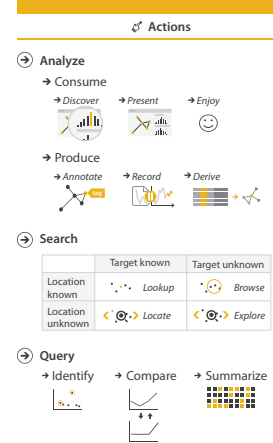 Actions
Analyze
Consume
Discover
Present
Enjoy
Produce
Annotate
Record
Derive
tag
Search
Target known
Target unknown
Location known
Lookup
Browse
Location unknown
Locate
Explore
Query
Identify
Compare
Summarize